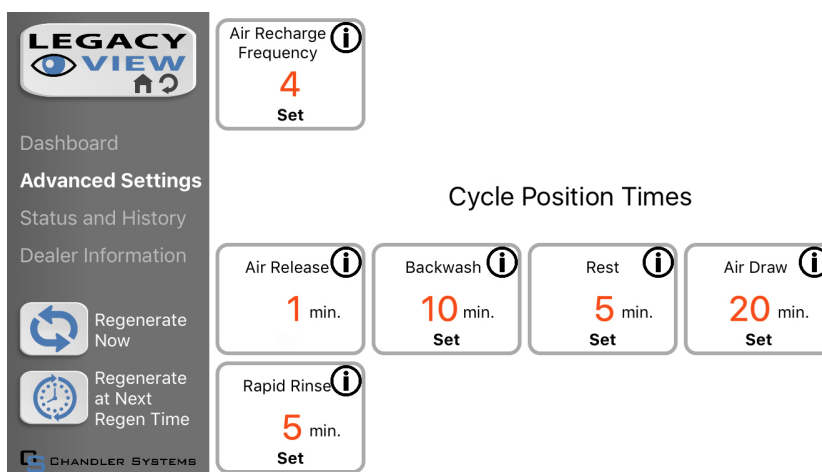 LEGACY
VIEW
Dashboard
Advanced Settings
Status and History
Dealer Information
Regenerate
Now
Regenerate
at Next
Regen Time
CS CHANDLER SYSTEMS
Air Recharge
Frequency
i
4
Set
Cycle Position Times
Air Release i
1 min.
Backwash i
10 min.
Set
Rest i
5 min.
Set
Air Draw i
20 min.
Set
Rapid Rinse i
5 min.
Set